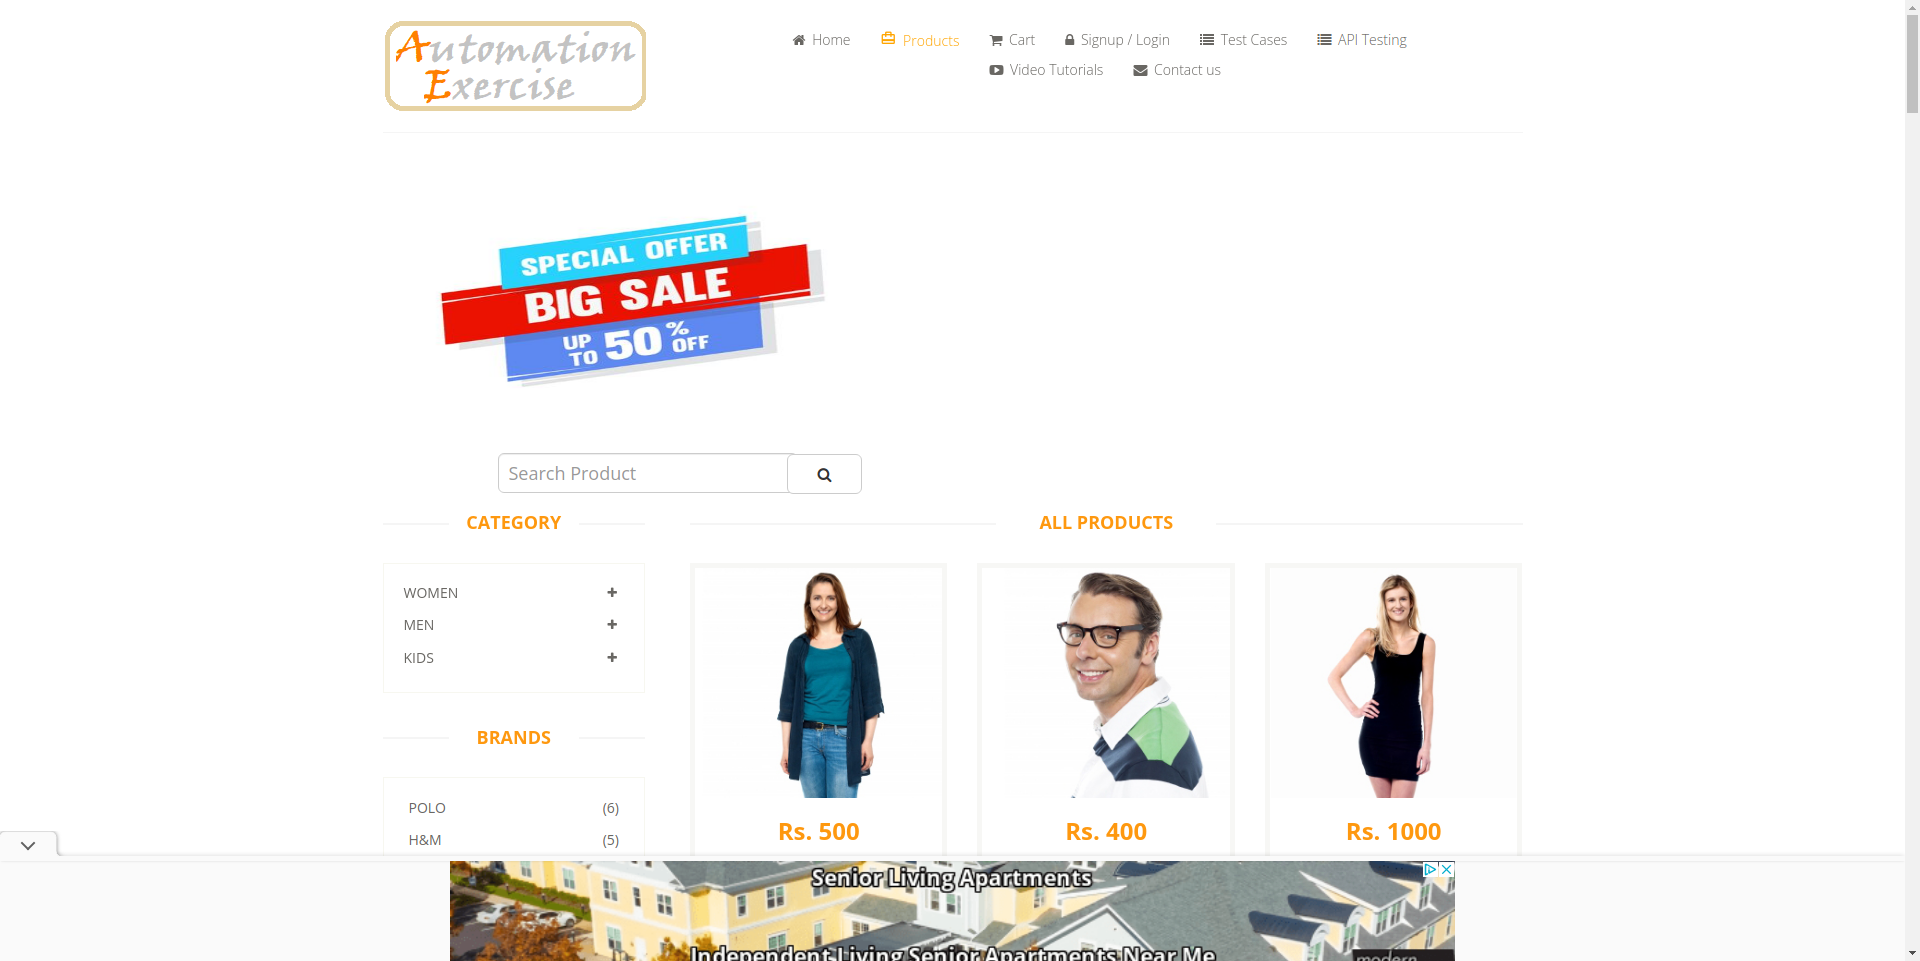 Automation
Exercise
Home
Products
Cart
Signup / Login
Test Cases
API Testing
Video Tutorials
Contact us
SPECIAL OFFER
BIG SALE
UP TO 50% OFF
Search Product
CATEGORY
WOMEN
MEN
KIDS
BRANDS
POLO (6)
H&M (5)
ALL PRODUCTS
Rs. 500
Rs. 400
Rs. 1000
Senior Living Apartments
Independent Living Senior Apartments Near Me
modern